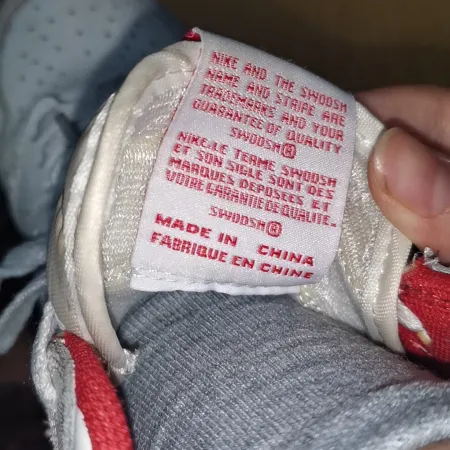 NIKE AND THE SWOOSH
NAME AND STRIPE ARE
TRADEMARKS AND YOUR
GUARANTEE OF QUALITY
SWOOSH®
NIKE,LE TERME SWOOSH
ET SON SIGLE SONT DES
MARQUES DEPOSÉES ET
VOTRE GARANTIE DE QUALITE.
SWOOSH®
MADE IN CHINA
FABRIQUE EN CHINE